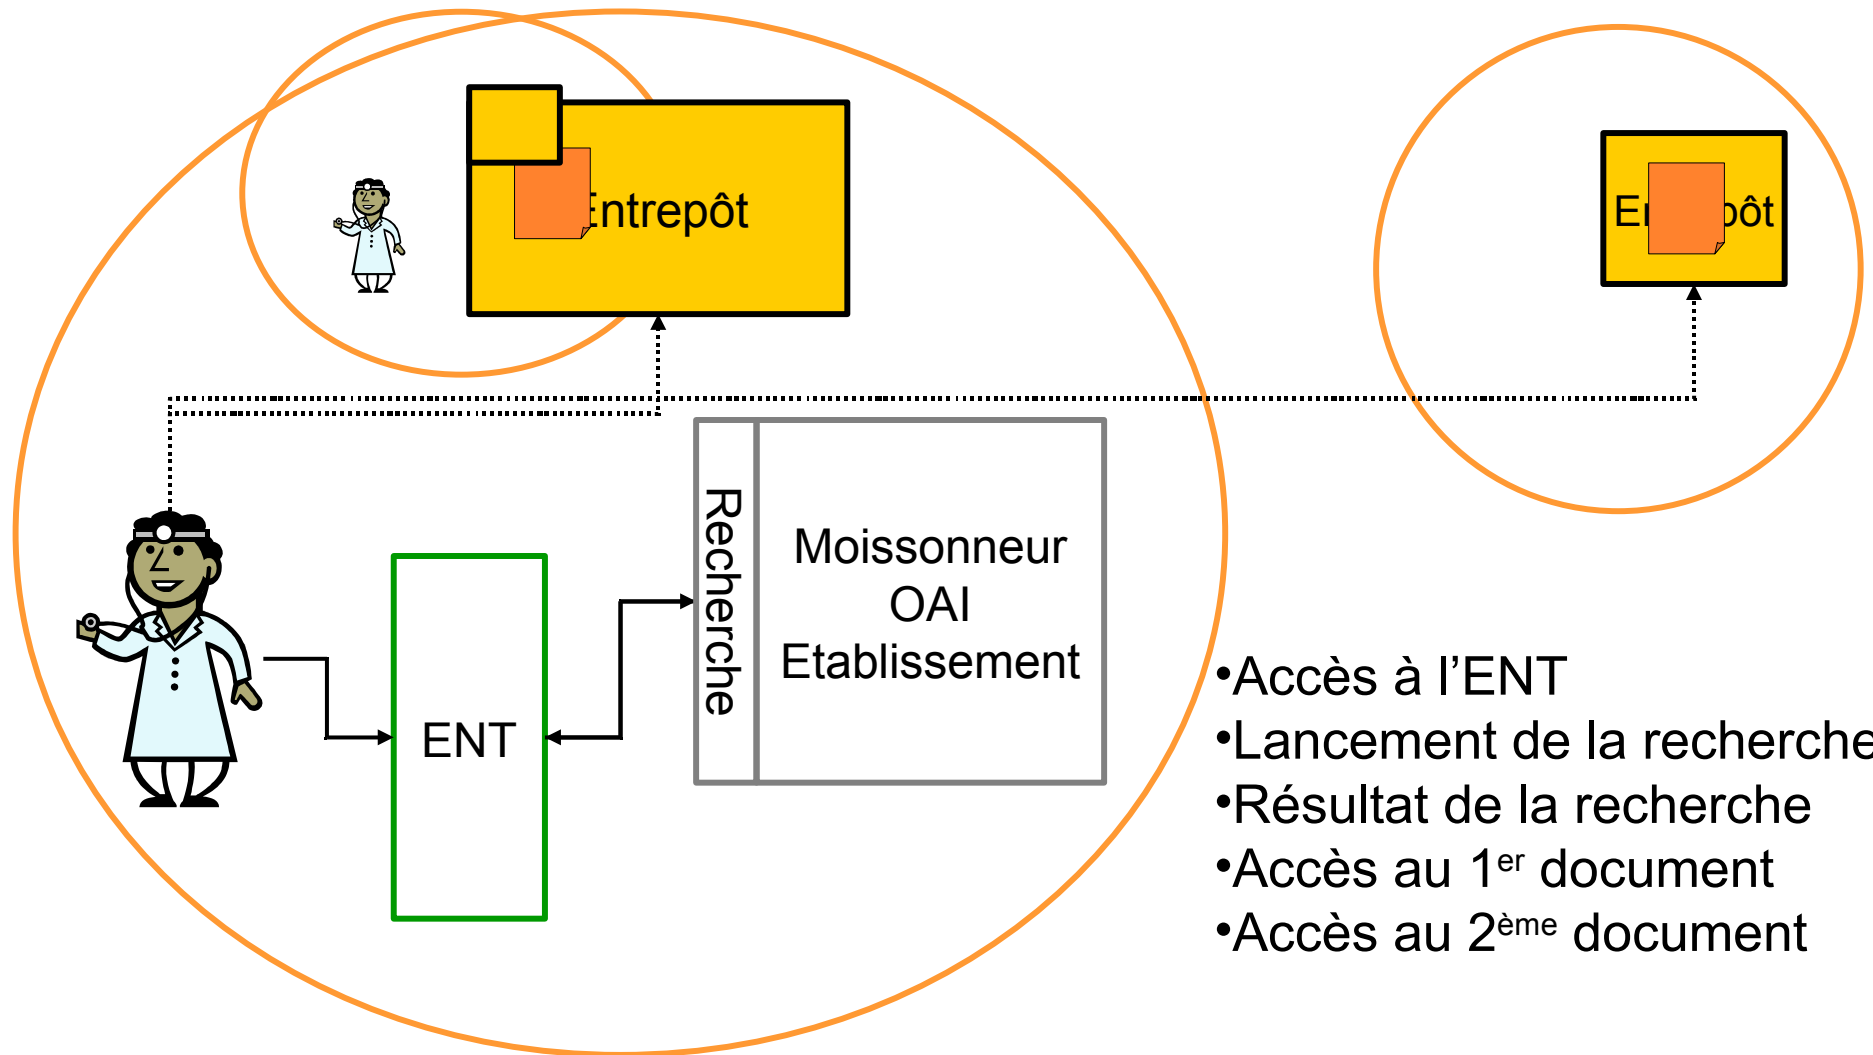 Entrepôt
Recherche
Moissonneur
OAI
Etablissement
ENT
•Accès à l’ENT
•Lancement de la recherche
•Résultat de la recherche
•Accès au 1er document
•Accès au 2ème document